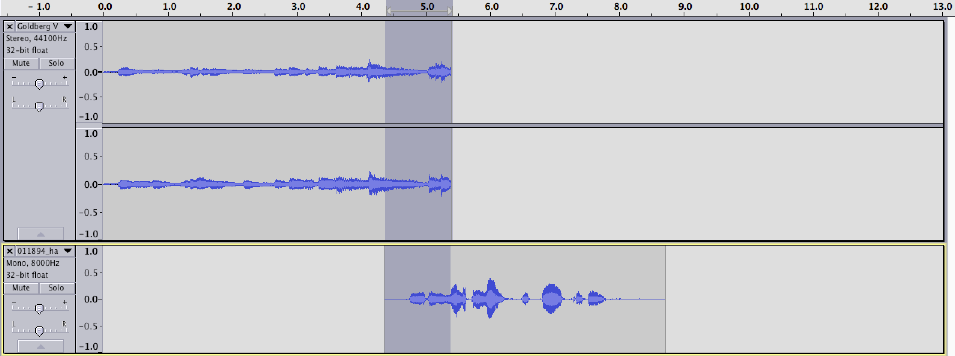 - 1.0 0.0 1.0 2.0 3.0 4.0 5.0 6.0 7.0 8.0 9.0 10.0 11.0 12.0 13.0
Goldberg V
Stereo, 44100Hz
32-bit float
Mute Solo
- +
L R
1.0
0.5
0.0
-0.5
-1.0
1.0
0.5
0.0
-0.5
-1.0
011894_ha
Mono, 8000Hz
32-bit float
Mute Solo
- +
L R
1.0
0.5
0.0
-0.5
-1.0